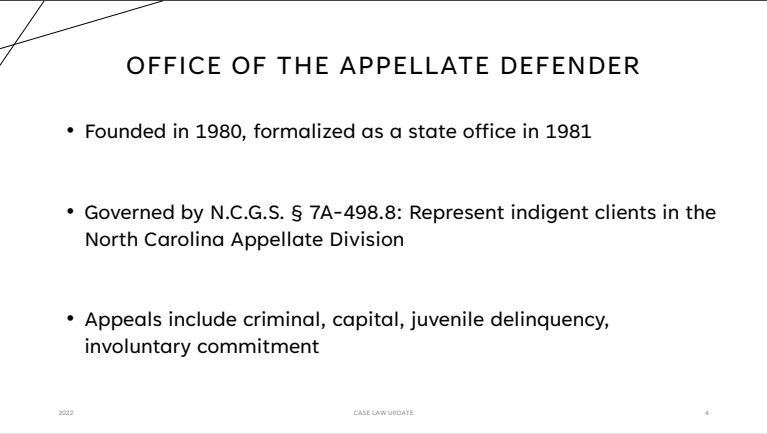 OFFICE OF THE APPELLATE DEFENDER
• Founded in 1980, formalized as a state office in 1981
• Governed by N.C.G.S. § 7A-498.8: Represent indigent clients in the
North Carolina Appellate Division
• Appeals include criminal, capital, juvenile delinquency,
involuntary commitment
2022 CASE LAW UPDATE 4